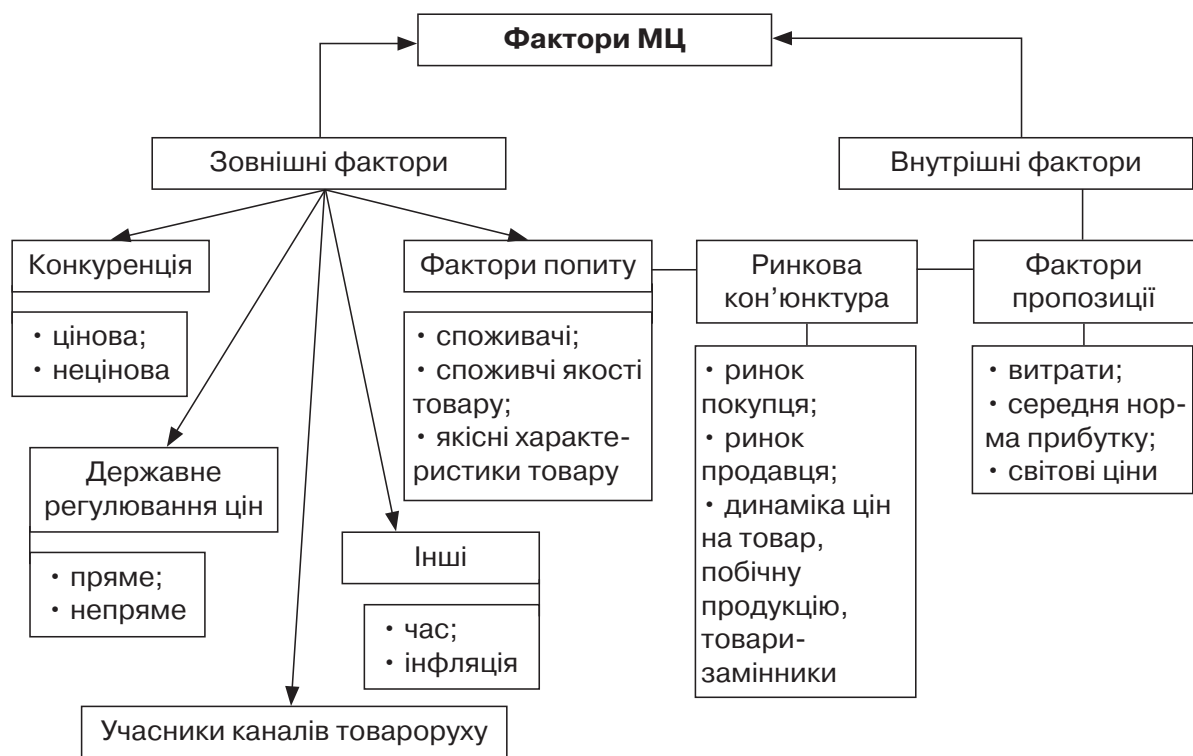 Фактори МЦ
Зовнішні фактори
Внутрішні фактори
Конкуренція
• цінова;
• нецінова
Фактори попиту
• споживачі;
• споживчі якості
товару;
• якісні характе-
ристики товару
Ринкова
кон’юнктура
• ринок
покупця;
• ринок
продавця;
• динаміка цін
на товар,
побічну
продукцію,
товари-
замінники
Фактори
пропозиції
• витрати;
• середня нор-
ма прибутку;
• світові ціни
Державне
регулювання цін
• пряме;
• непряме
Інші
• час;
• інфляція
Учасники каналів товароруху